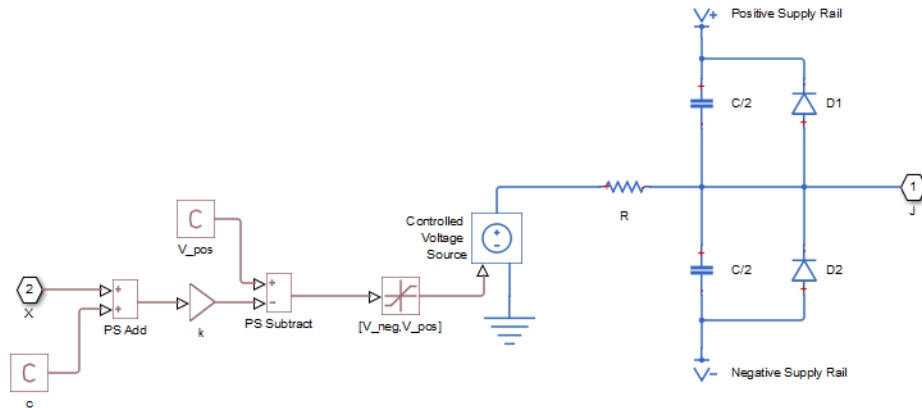 V+
Positive Supply Rail
C/2
D1
1
J
R
Controlled
Voltage
Source
C
V_pos
C/2
D2
2
X
PS Add
k
PS Subtract
[V_neg,V_pos]
C
c
V-
Negative Supply Rail